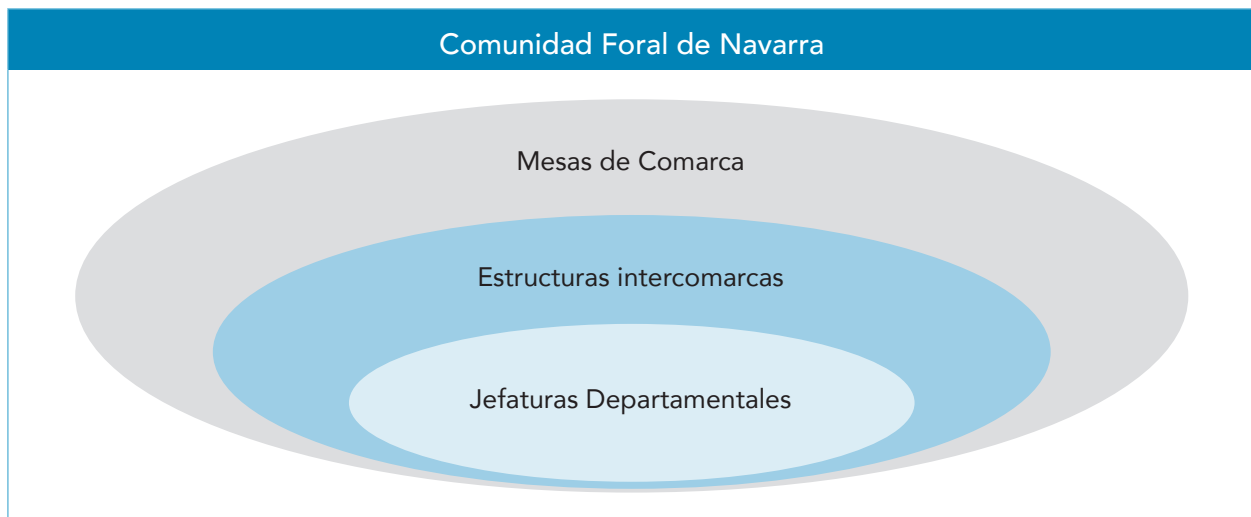 Comunidad Foral de Navarra
Mesas de Comarca
Estructuras intercomarcas
Jefaturas Departamentales